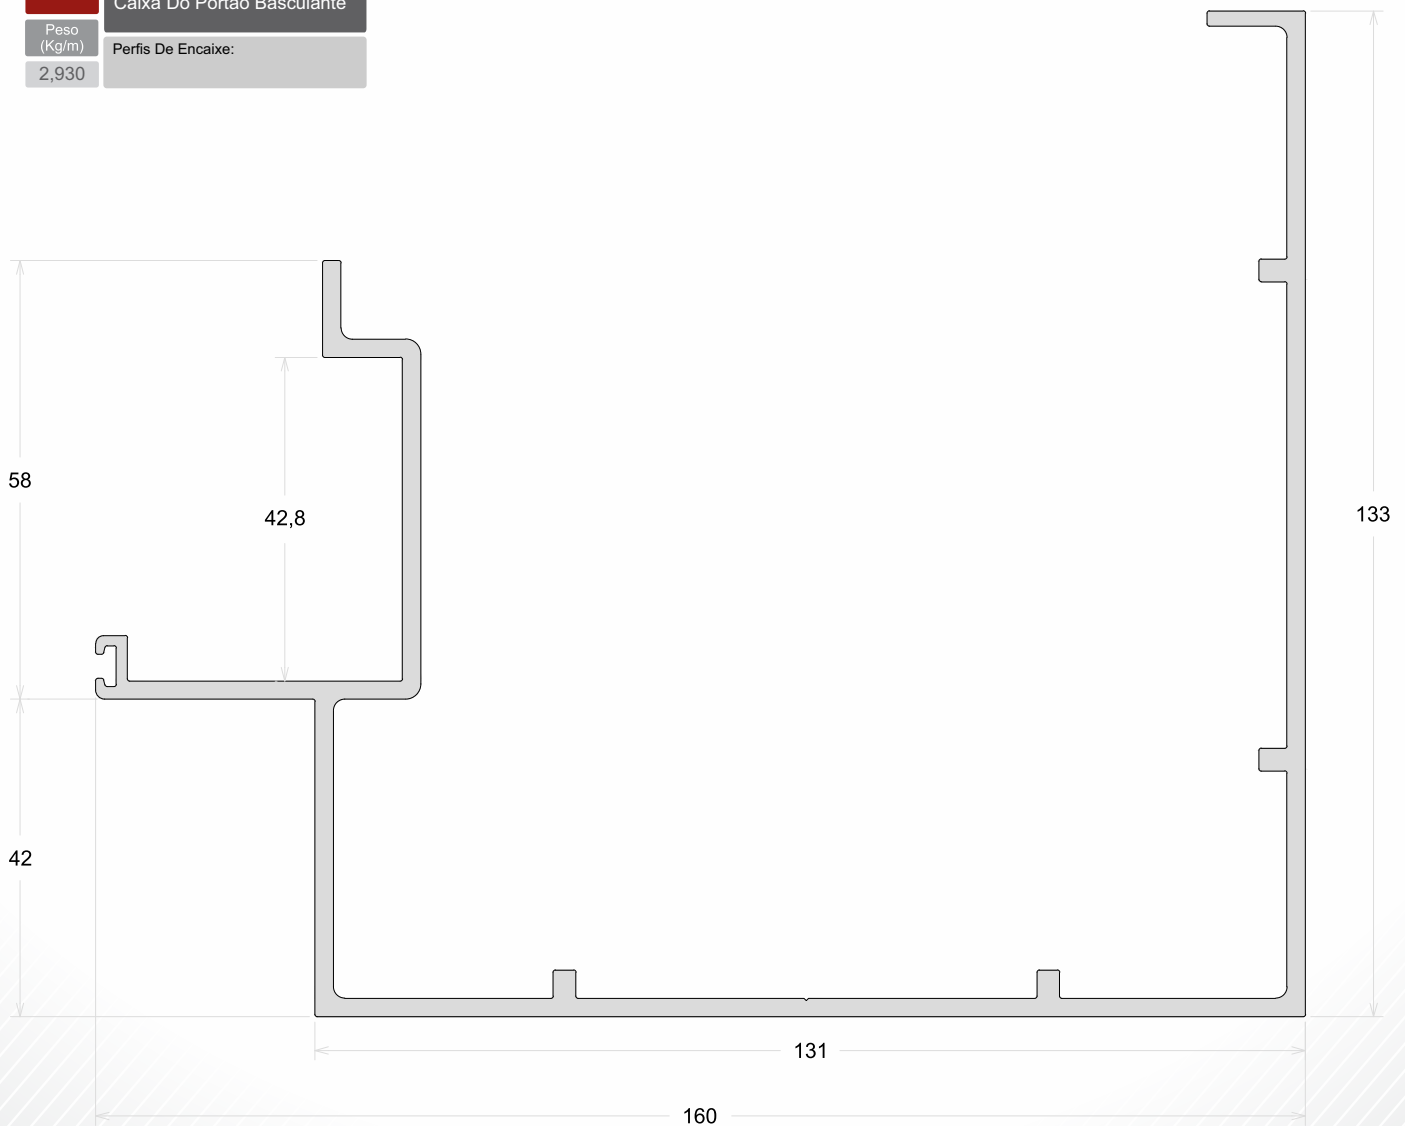 Caixa Do Portão Basculante
Peso
(Kg/m)
Perfis De Encaixe:
2,930
58
42,8
133
42
131
160